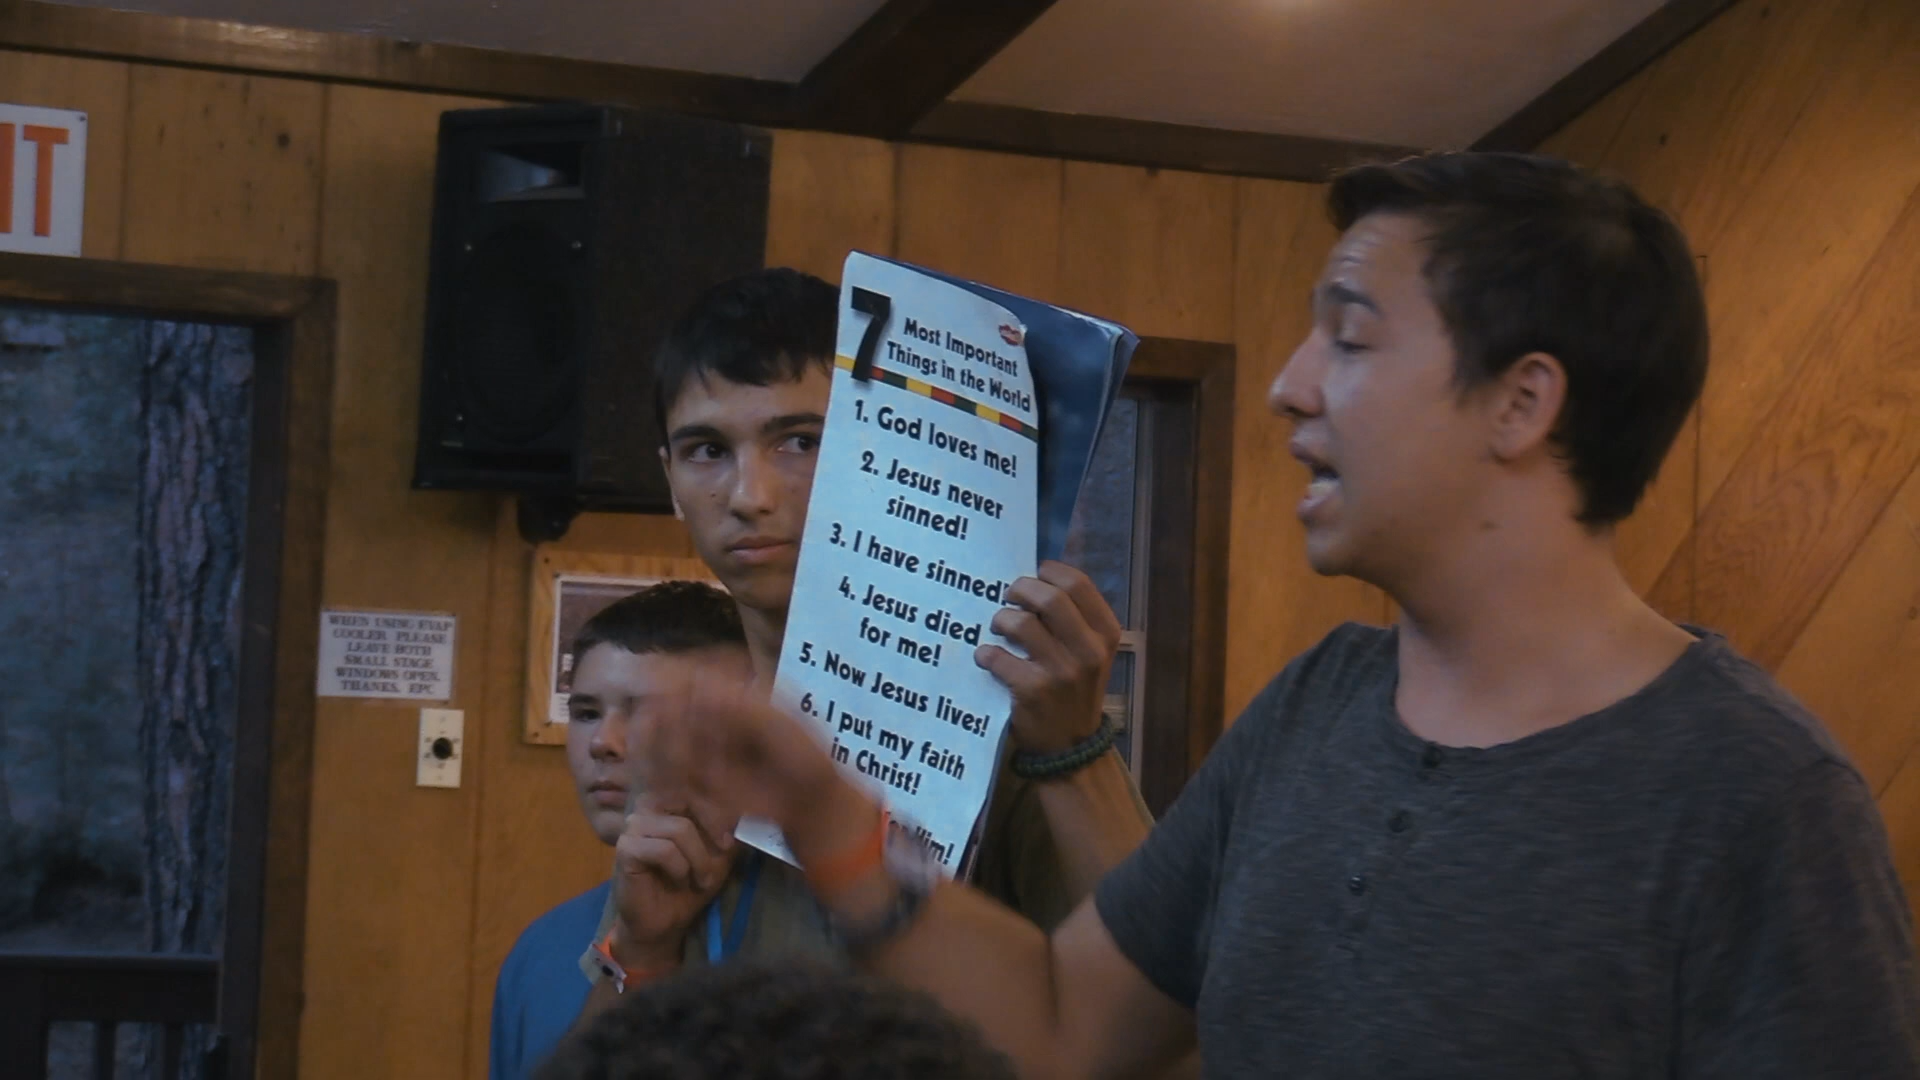 IT
7
Most Important
Things in the World
1. God loves me!
2. Jesus never
sinned!
3. I have sinned!
4. Jesus died
for me!
5. Now Jesus lives!
6. I put my faith
in Christ!
for Him!
WHEN USING EVAP
COOLER PLEASE
LEAVE BOTH
SMALL STAGE
WINDOWS OPEN.
THANKS, EPC